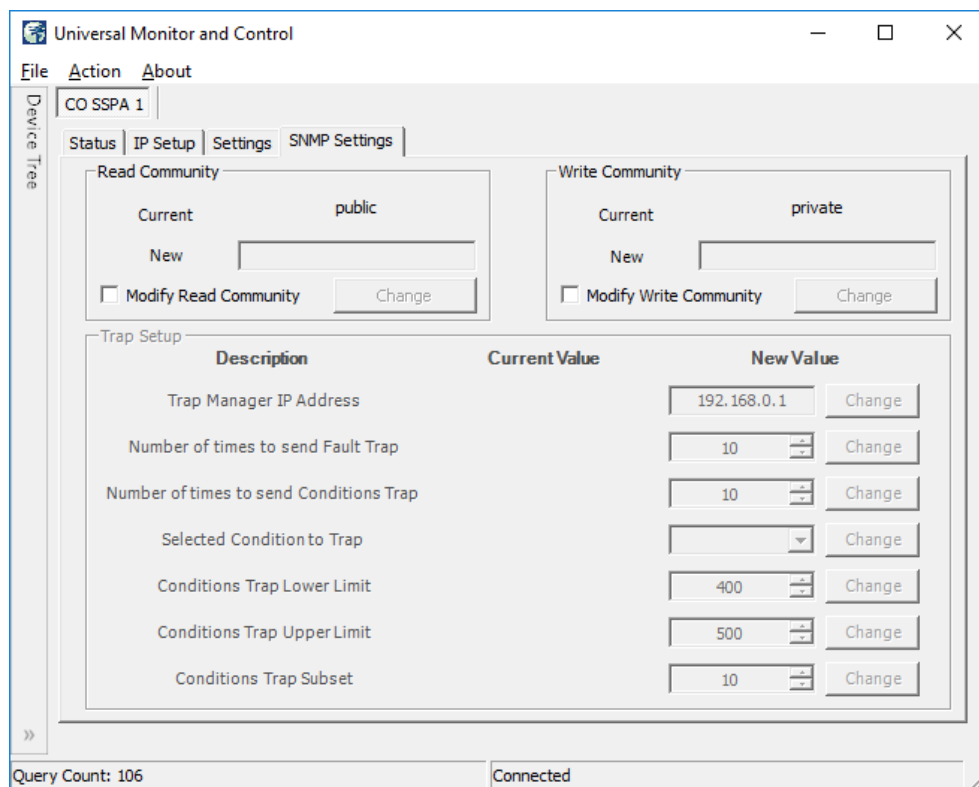 Universal Monitor and Control
File Action About
Device Tree
CO SSPA 1
Status IP Setup Settings SNMP Settings
Read Community
Current public
New
Modify Read Community Change
Write Community
Current private
New
Modify Write Community Change
Trap Setup
Description Current Value New Value
Trap Manager IP Address 192.168.0.1 Change
Number of times to send Fault Trap 10 Change
Number of times to send Conditions Trap 10 Change
Selected Condition to Trap Change
Conditions Trap Lower Limit 400 Change
Conditions Trap Upper Limit 500 Change
Conditions Trap Subset 10 Change
»
Query Count: 106 Connected